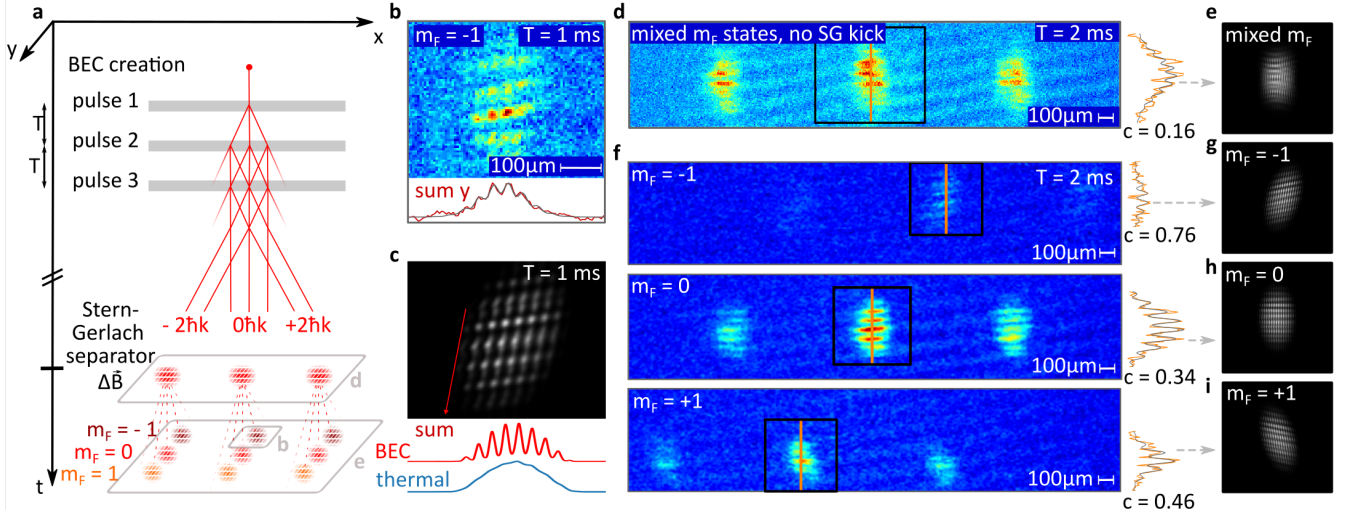 a
x
y
BEC creation
pulse 1
T
pulse 2
T
pulse 3
Stern-
Gerlach
separator
ΔB⃗
- 2ħk 0ħk +2ħk
d
m_F = - 1
m_F = 0
m_F = 1
b
e
t
b
m_F = -1 T = 1 ms
100µm
sum y
c
T = 1 ms
sum
BEC
thermal
d
mixed m_F states, no SG kick T = 2 ms
100µm
c = 0.16
e
mixed m_F
f
m_F = -1 T = 2 ms
100µm
c = 0.76
g
m_F = -1
m_F = 0
100µm
c = 0.34
h
m_F = 0
m_F = +1
100µm
c = 0.46
i
m_F = +1